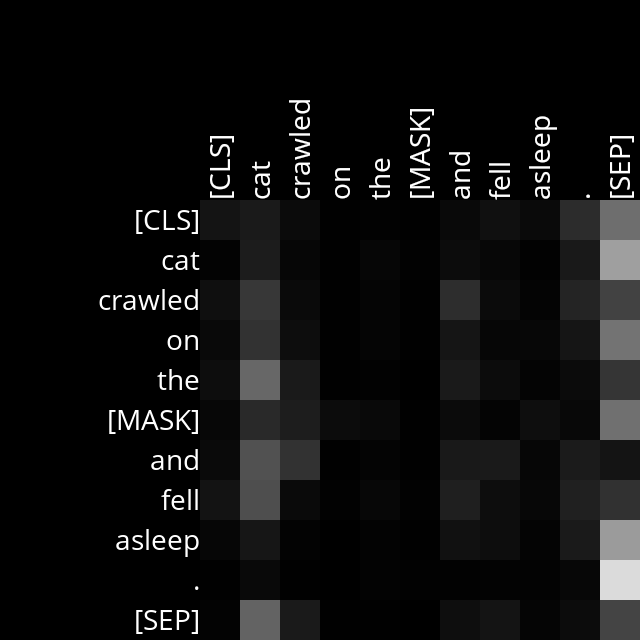 [CLS] cat crawled on the [MASK] and fell asleep . [SEP]
[CLS]
cat
crawled
on
the
[MASK]
and
fell
asleep
.
[SEP]